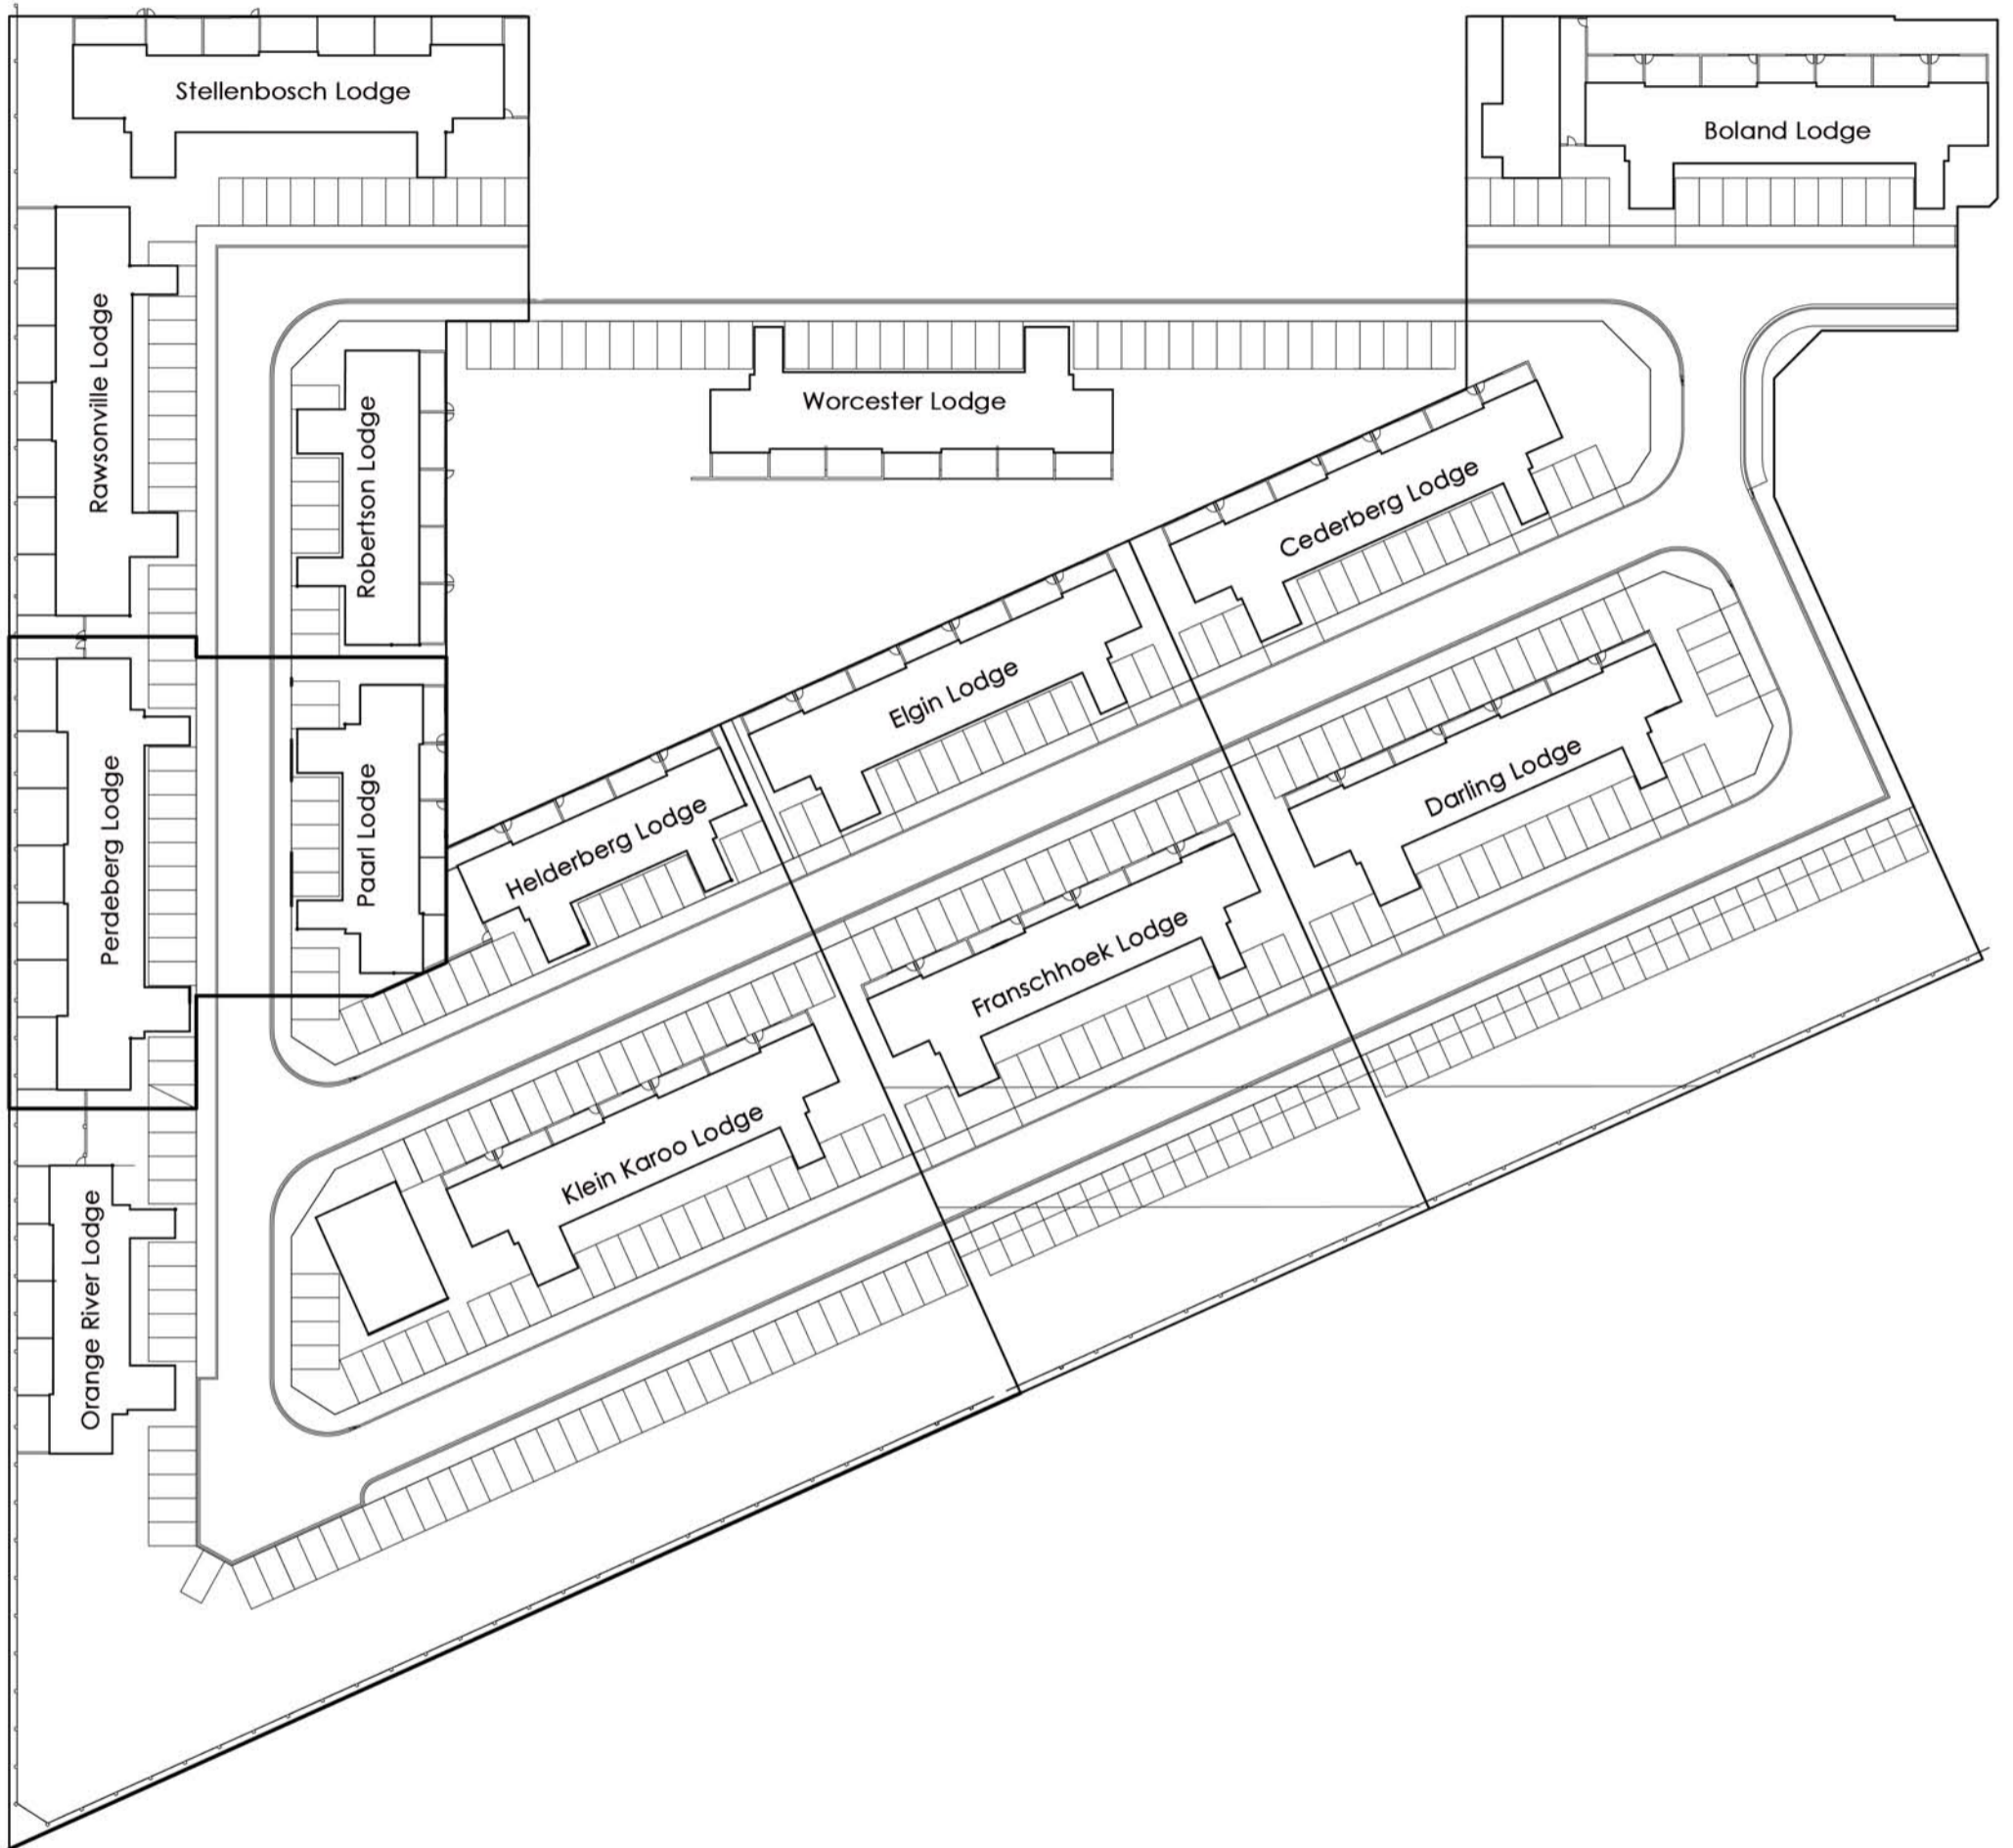 Stellenbosch Lodge
Boland Lodge
Rawsonville Lodge
Robertson Lodge
Worcester Lodge
Cederberg Lodge
Elgin Lodge
Darling Lodge
Helderberg Lodge
Perdeberg Lodge
Paarl Lodge
Franschhoek Lodge
Klein Karoo Lodge
Orange River Lodge